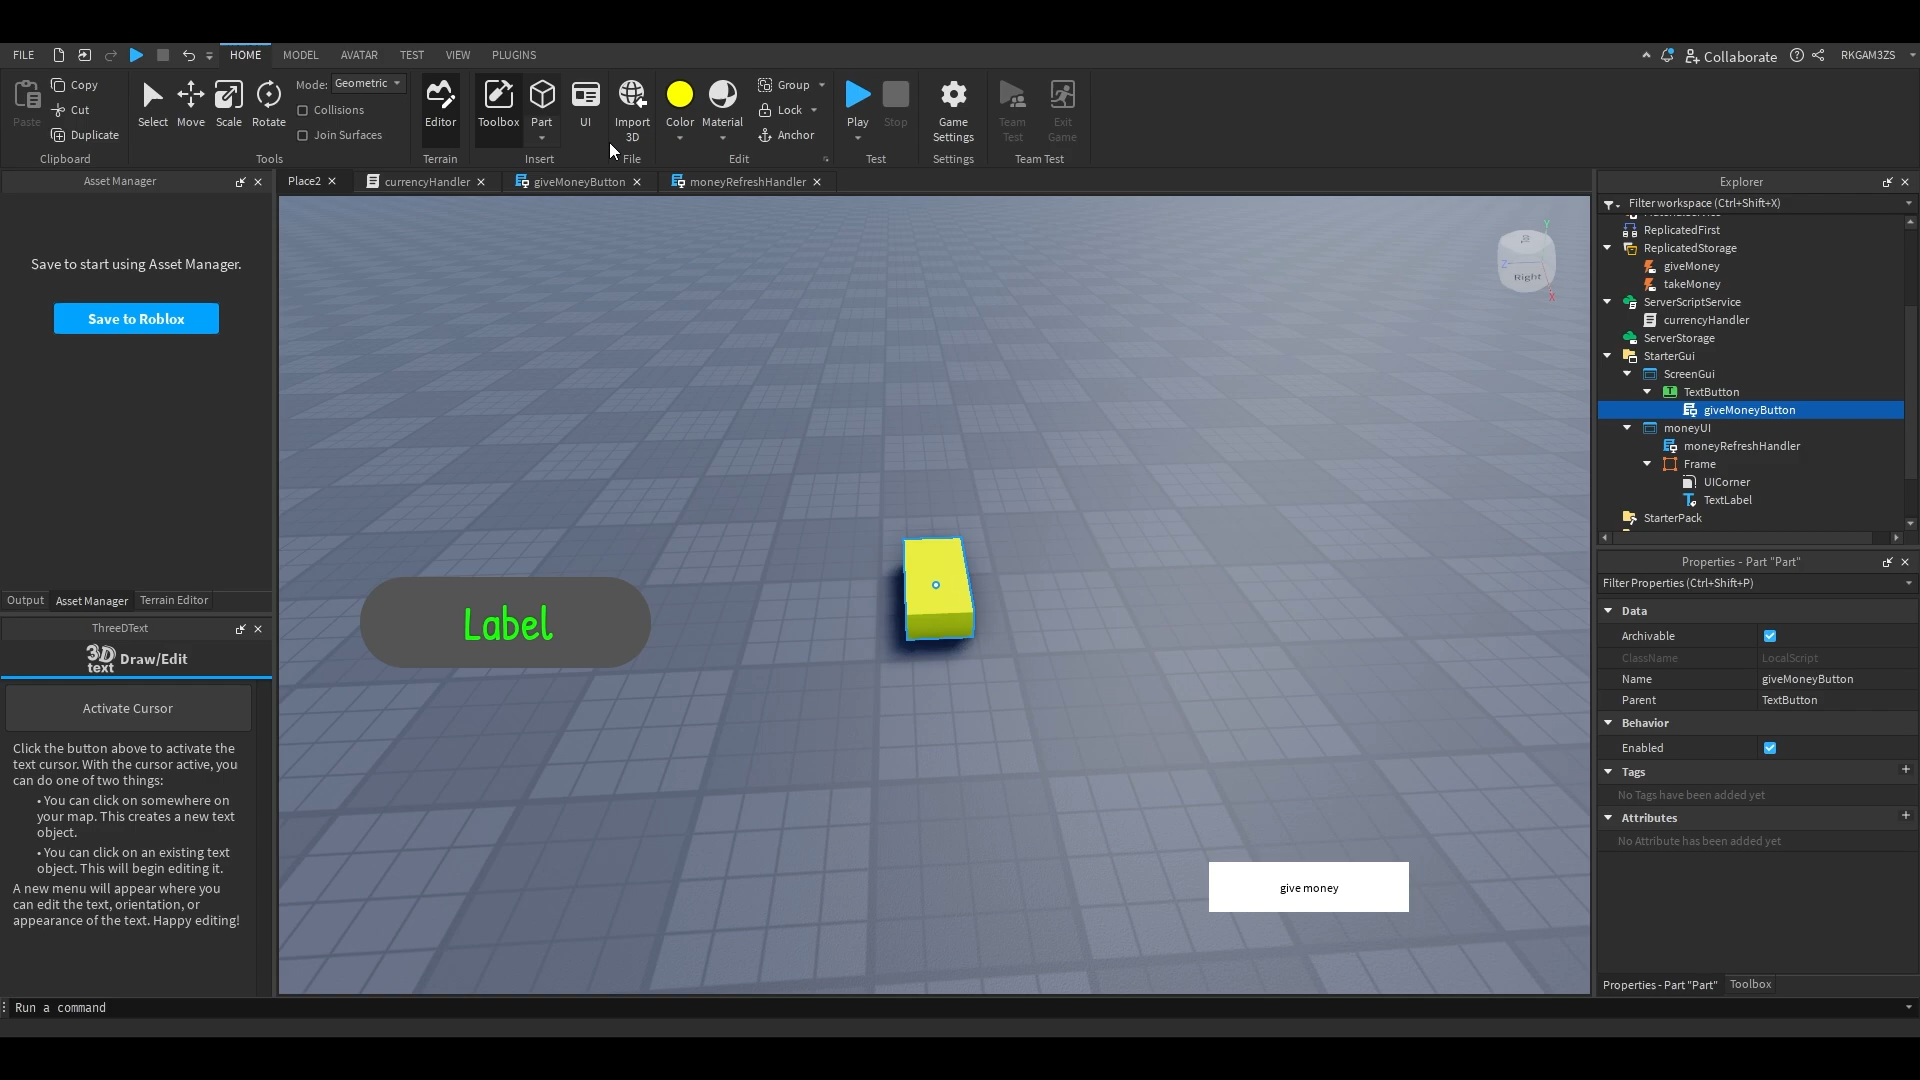 FILE
HOME
MODEL
AVATAR
TEST
VIEW
PLUGINS
Collaborate
RKGAM3ZS
Paste
Copy
Cut
Duplicate
Clipboard
Select
Move
Scale
Rotate
Mode:
Geometric
Collisions
Join Surfaces
Tools
Editor
Terrain
Toolbox
Part
UI
Insert
Import
3D
File
Color
Material
Group
Lock
Anchor
Edit
Play
Stop
Test
Game
Settings
Settings
Team
Test
Exit
Game
Team Test
Asset Manager
Place2
currencyHandler
giveMoneyButton
moneyRefreshHandler
Save to start using Asset Manager.
Save to Roblox
Output
Asset Manager
Terrain Editor
ThreeDText
3D
text
Draw/Edit
Activate Cursor
Click the button above to activate the
text cursor. With the cursor active, you
can do one of two things:
• You can click on somewhere on
your map. This creates a new text
object.
• You can click on an existing text
object. This will begin editing it.
A new menu will appear where you
can edit the text, orientation, or
appearance of the text. Happy editing!
Label
give money
Y
Z
Right
X
Explorer
Filter workspace (Ctrl+Shift+X)
ReplicatedFirst
ReplicatedStorage
giveMoney
takeMoney
ServerScriptService
currencyHandler
ServerStorage
StarterGui
ScreenGui
TextButton
giveMoneyButton
moneyUI
moneyRefreshHandler
Frame
UICorner
TextLabel
StarterPack
Properties - Part "Part"
Filter Properties (Ctrl+Shift+P)
Data
Archivable
ClassName
LocalScript
Name
giveMoneyButton
Parent
TextButton
Behavior
Enabled
Tags
No Tags have been added yet
Attributes
No Attribute has been added yet
Properties - Part "Part"
Toolbox
Run a command